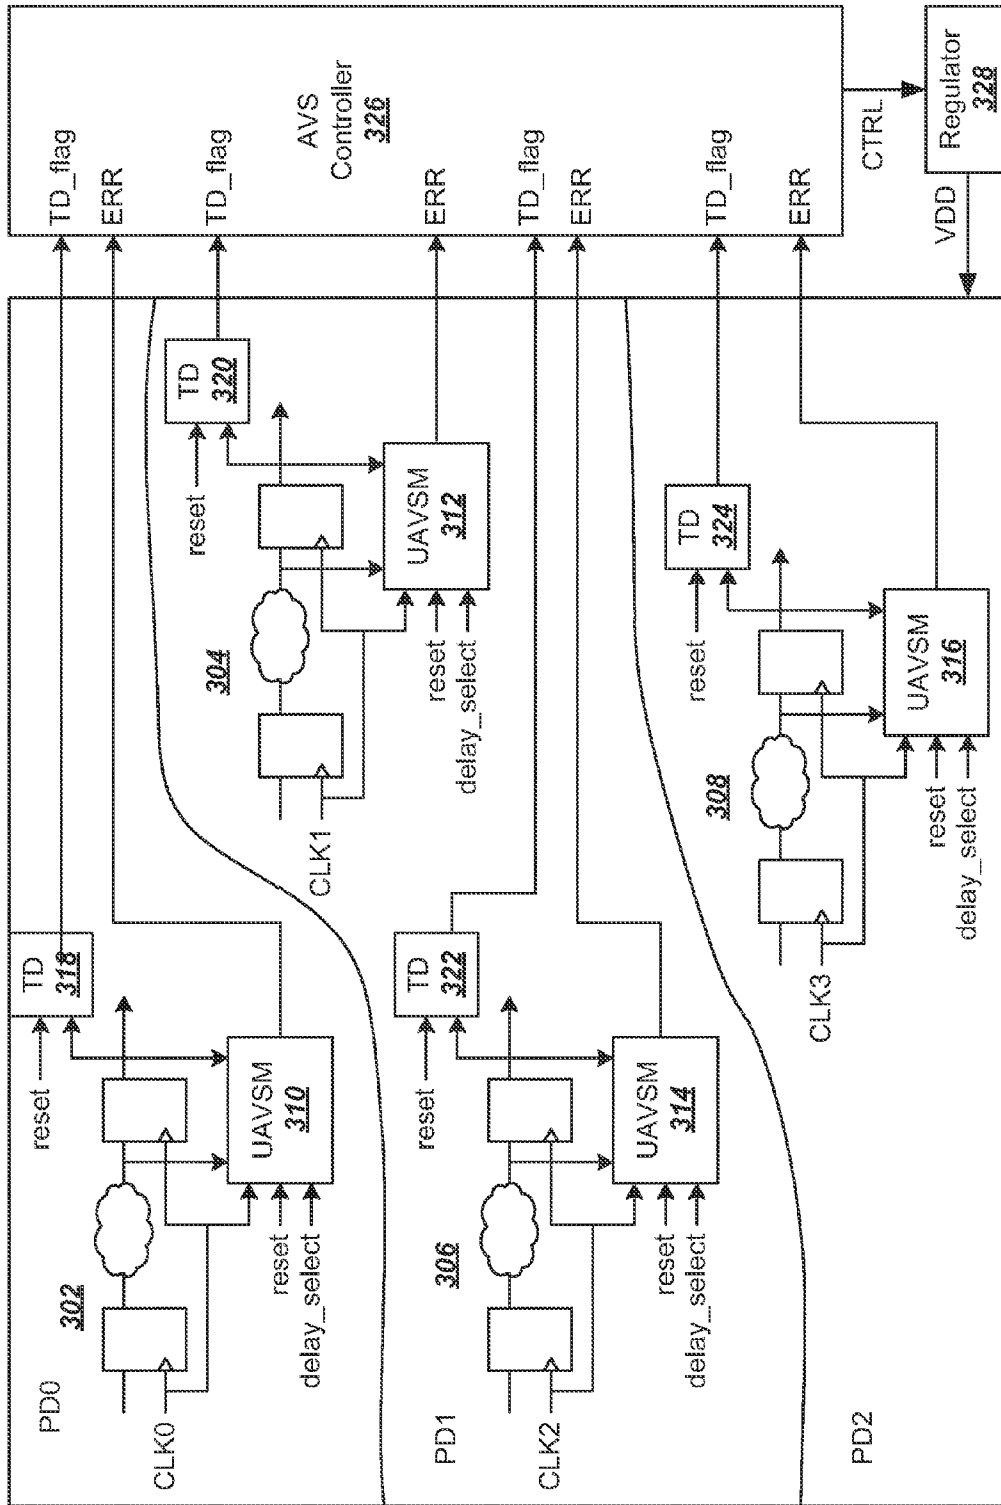 PD0
302
CLK0
reset
TD
318
UAVSM
310
reset
delay_select
304
CLK1
reset
TD
320
UAVSM
312
reset
delay_select
PD1
306
CLK2
reset
TD
322
UAVSM
314
reset
delay_select
PD2
308
CLK3
reset
TD
324
UAVSM
316
reset
delay_select
TD_flag
ERR
TD_flag
AVS
Controller
326
ERR
TD_flag
ERR
TD_flag
ERR
CTRL
VDD
Regulator
328